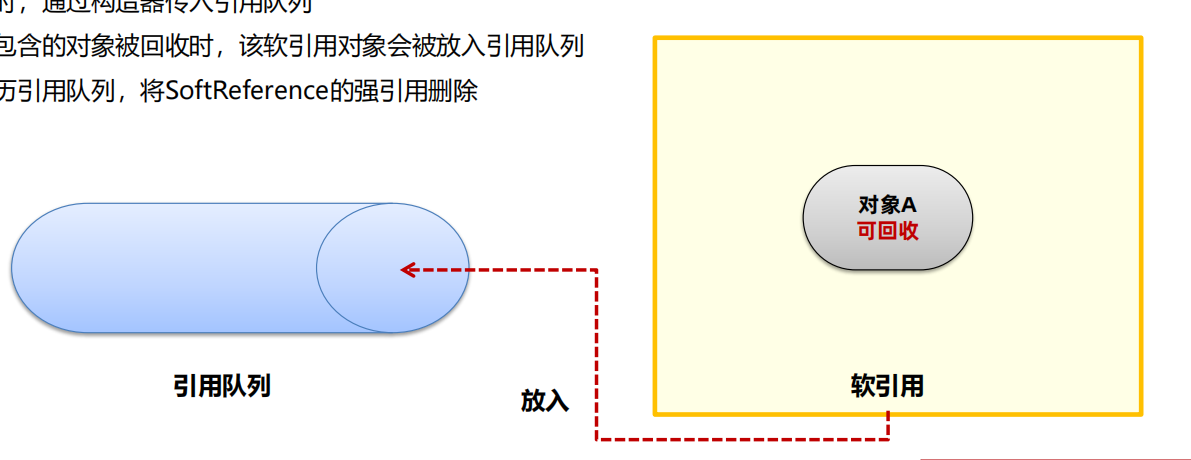 时，通过构造器传入引用队列
包含的对象被回收时，该软引用对象会被放入引用队列
历引用队列，将SoftReference的强引用删除
对象A
可回收
引用队列
放入
软引用